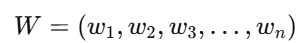 W = (w₁, w₂, w₃, . . . , wₙ)